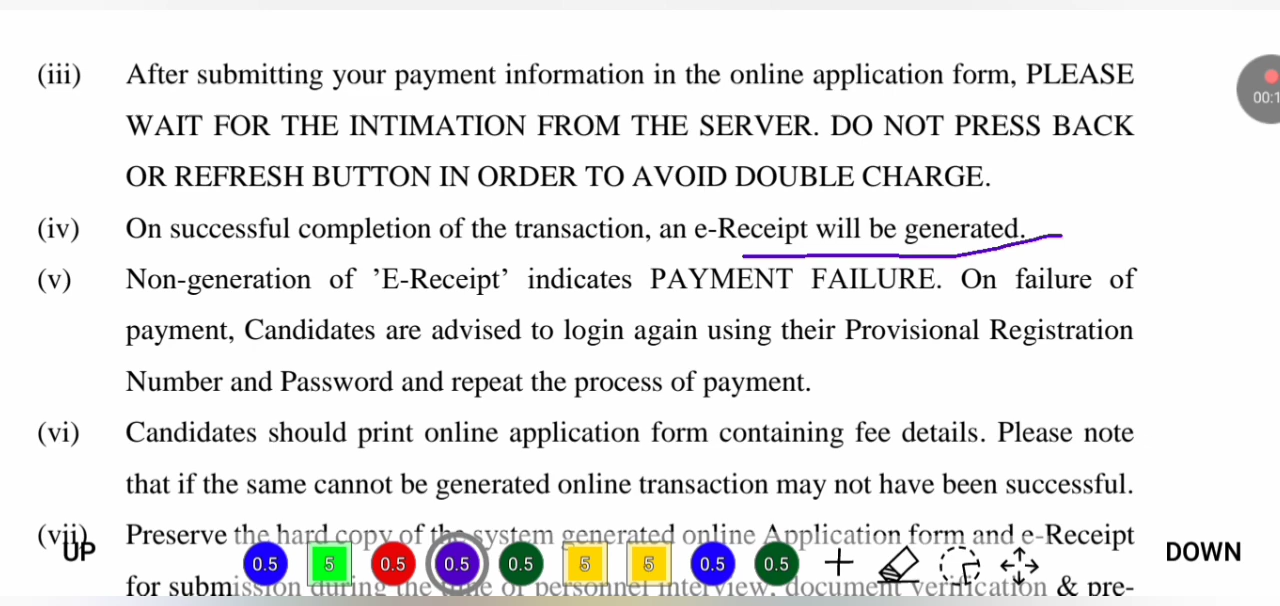 (iii) After submitting your payment information in the online application form, PLEASE
WAIT FOR THE INTIMATION FROM THE SERVER. DO NOT PRESS BACK
OR REFRESH BUTTON IN ORDER TO AVOID DOUBLE CHARGE.
00:1
(iv) On successful completion of the transaction, an e-Receipt will be generated.
(v) Non-generation of ’E-Receipt’ indicates PAYMENT FAILURE. On failure of
payment, Candidates are advised to login again using their Provisional Registration
Number and Password and repeat the process of payment.
(vi) Candidates should print online application form containing fee details. Please note
that if the same cannot be generated online transaction may not have been successful.
(vii) Preserve the hard copy of the system generated online Application form and e-Receipt
UP 0.5 5 0.5 0.5 0.5 5 5 0.5 0.5 DOWN
for submission during the time of personnel interview, document verification & pre-